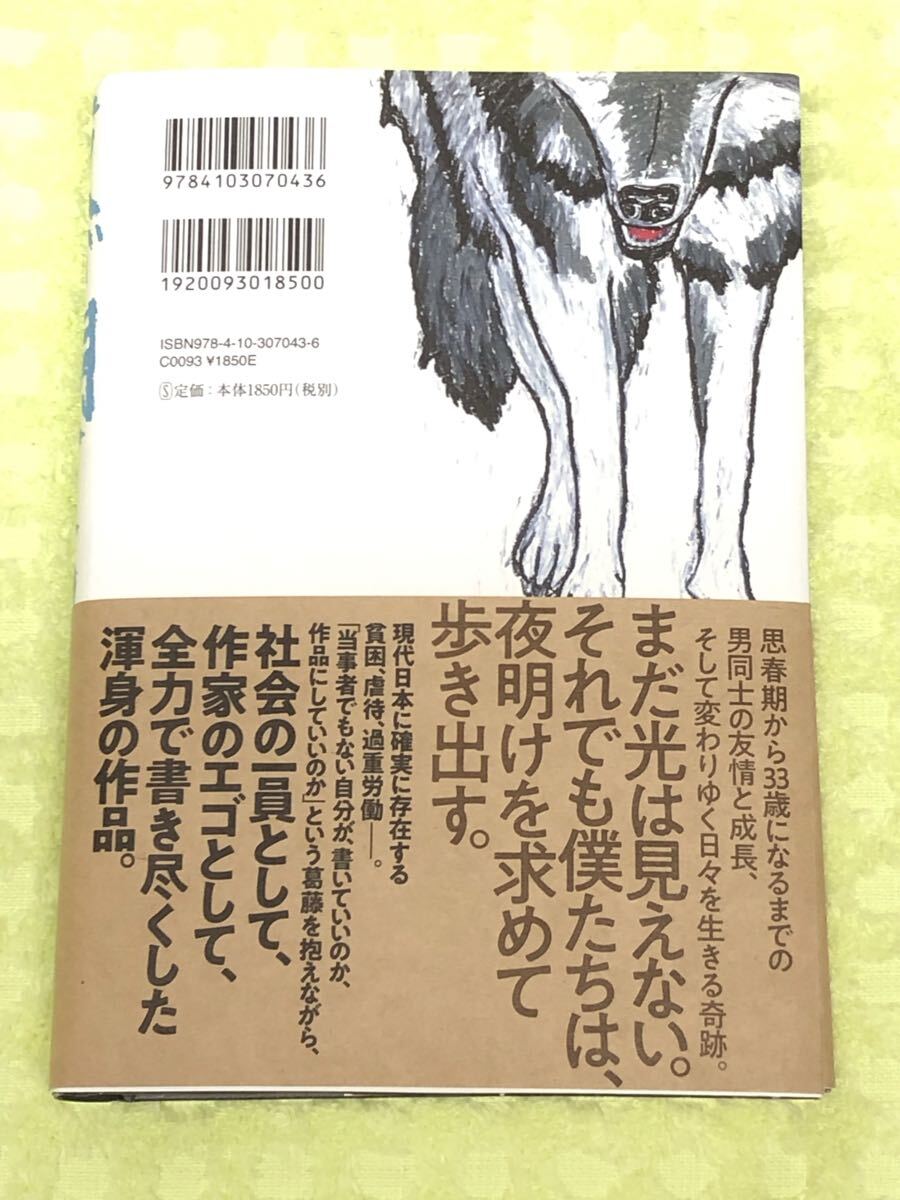 9784103070436
1920093018500
ISBN978-4-10-307043-6
C0093 ¥1850E
Ⓢ定価：本体1850円（税別）
思春期から33歳になるまでの
男同士の友情と成長、
そして変わりゆく日々を生きる奇跡。
まだ光は見えない。
それでも僕たちは、
夜明けを求めて
歩き出す。
現代日本に確実に存在する
貧困、虐待、過重労働──。
「当事者でもない自分が、書いていいのか、
作品にしていいのか」という葛藤を抱えながら、
社会の一員として、
作家のエゴとして、
全力で書き尽くした
渾身の作品。